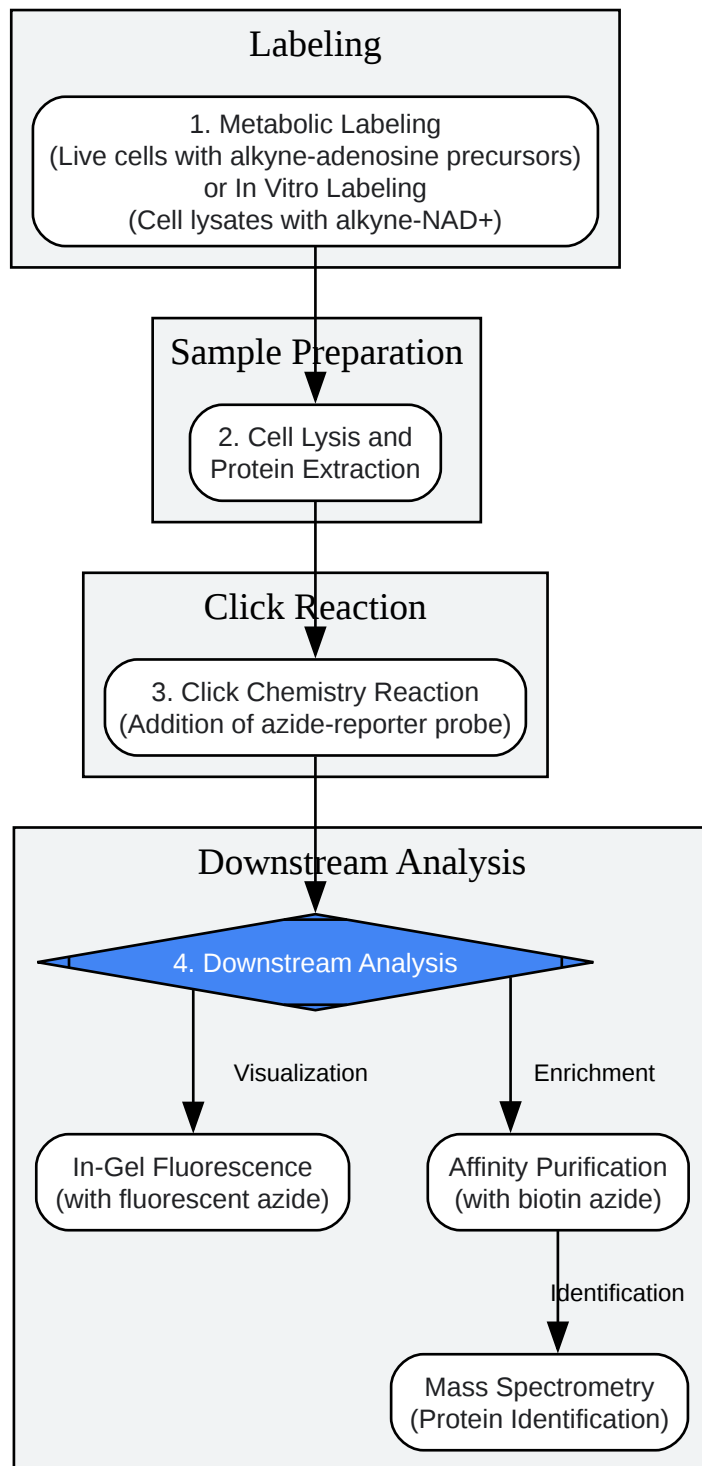 Labeling
1. Metabolic Labeling
(Live cells with alkyne-adenosine precursors)
or In Vitro Labeling
(Cell lysates with alkyne-NAD+)
Sample Preparation
2. Cell Lysis and
Protein Extraction
Click Reaction
3. Click Chemistry Reaction
(Addition of azide-reporter probe)
Downstream Analysis
4. Downstream Analysis
Visualization
Enrichment
In-Gel Fluorescence
(with fluorescent azide)
Affinity Purification
(with biotin azide)
Identification
Mass Spectrometry
(Protein Identification)